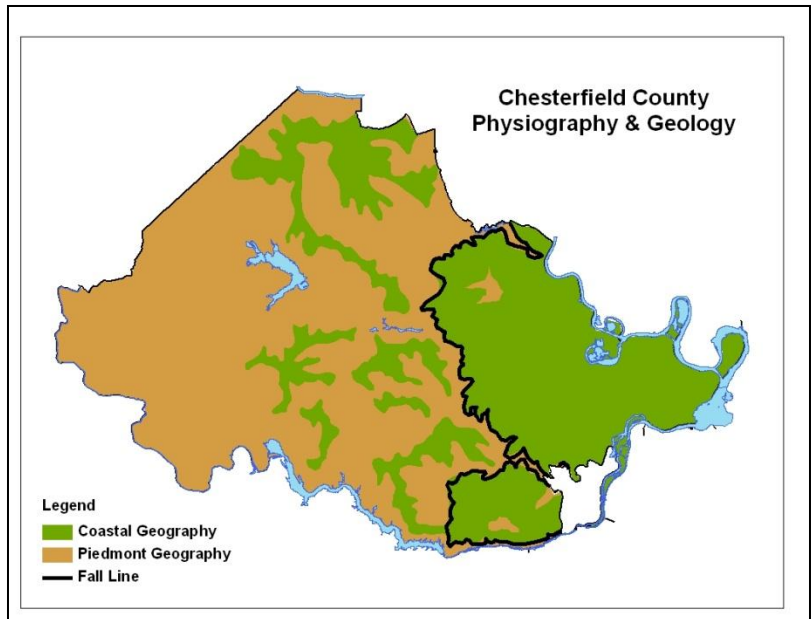 Chesterfield County
Physiography & Geology
Legend
Coastal Geography
Piedmont Geography
Fall Line